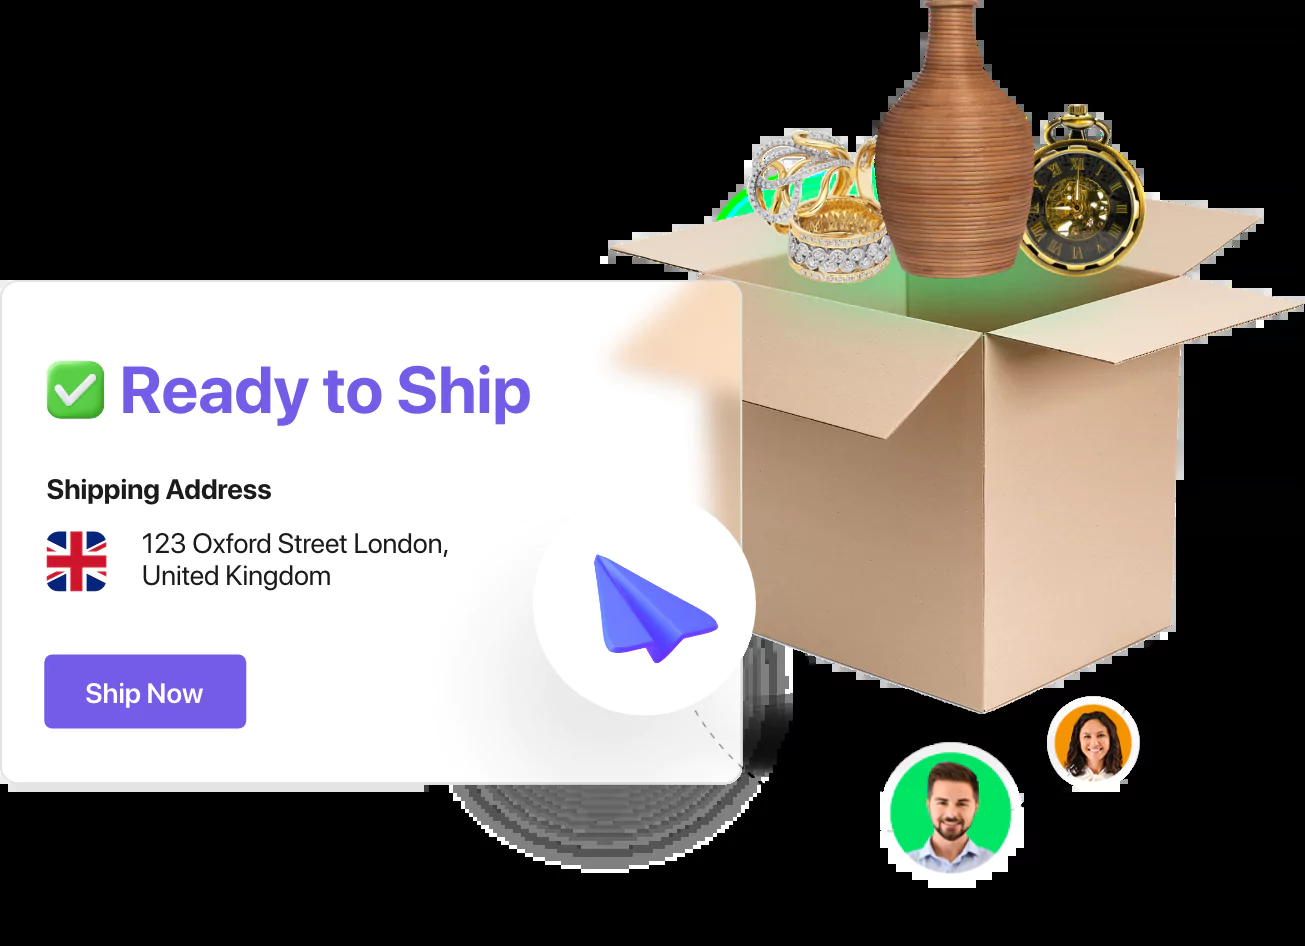 Ready to Ship
Shipping Address
123 Oxford Street London,
United Kingdom
Ship Now